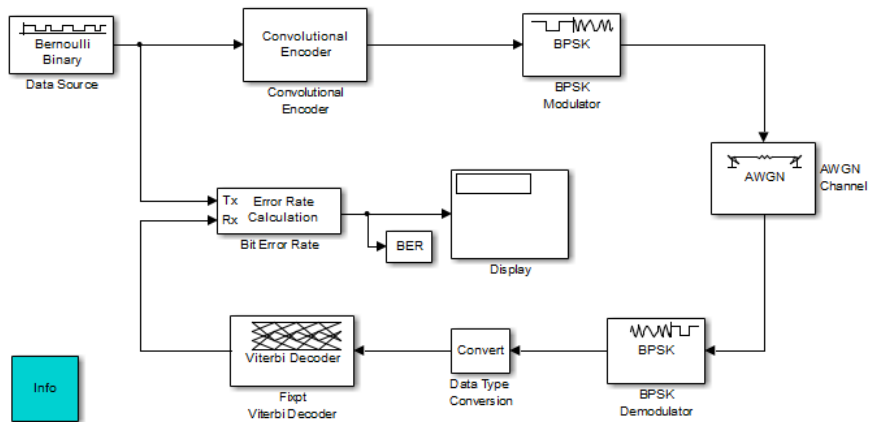 Bernoulli
Binary
Data Source
Convolutional
Encoder
Convolutional
Encoder
BPSK
BPSK
Modulator
AWGN
AWGN
Channel
Tx
Rx
Error Rate
Calculation
Bit Error Rate
BER
Display
Viterbi Decoder
Fixpt
Viterbi Decoder
Convert
Data Type
Conversion
BPSK
BPSK
Demodulator
Info